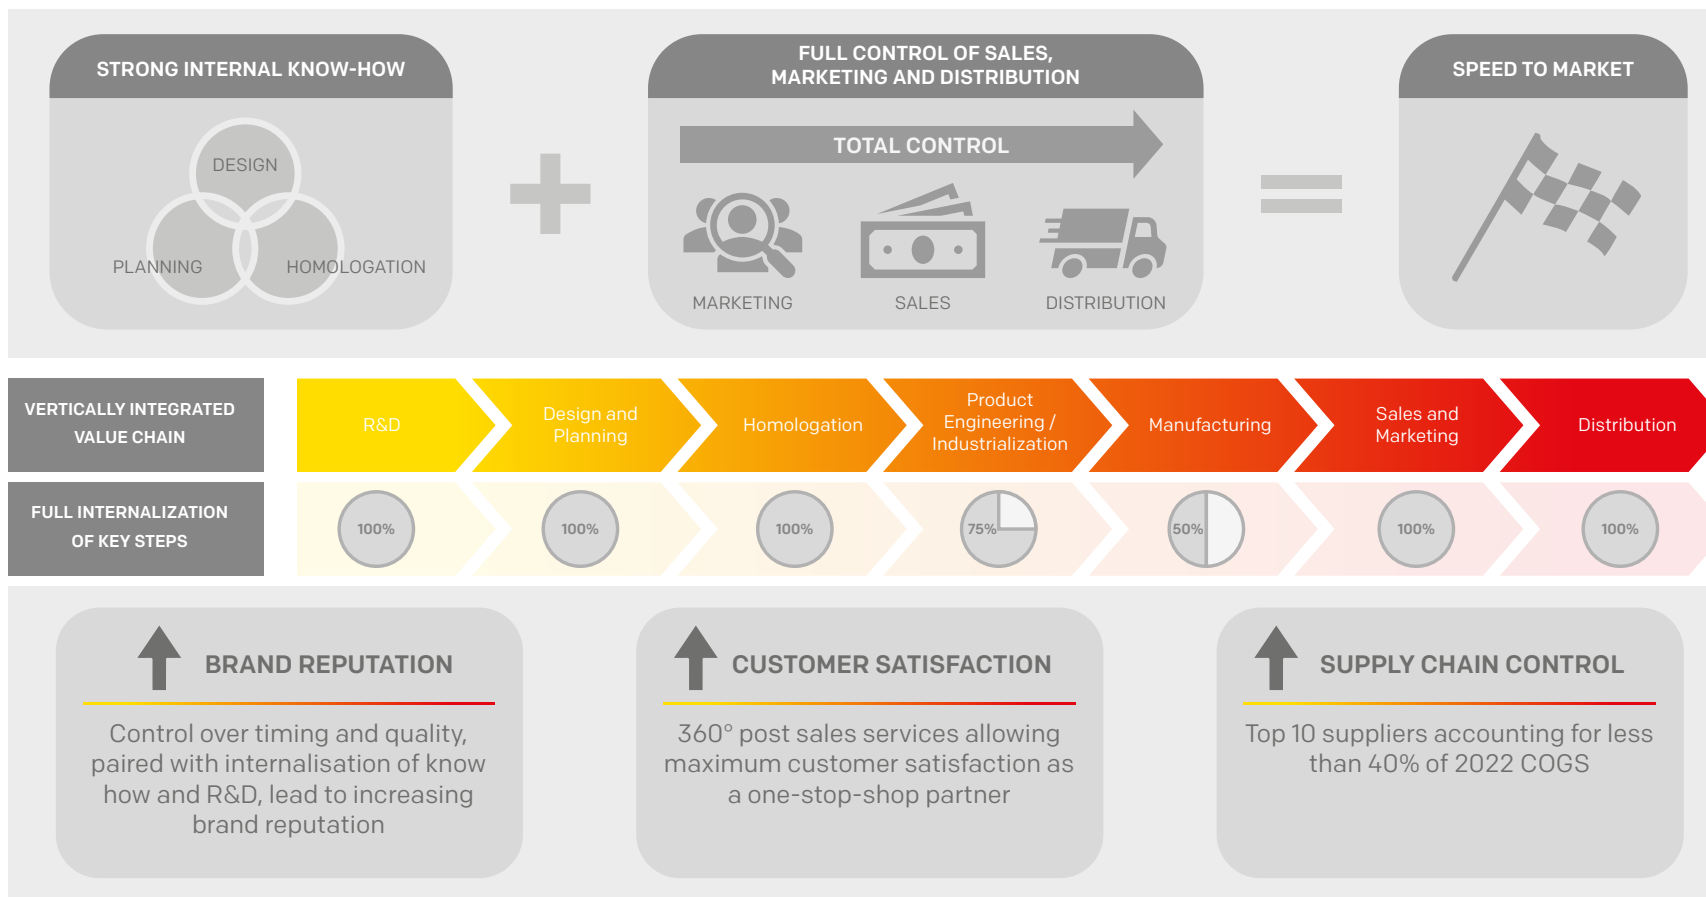 STRONG INTERNAL KNOW-HOW
DESIGN
PLANNING
HOMOLOGATION
FULL CONTROL OF SALES,
MARKETING AND DISTRIBUTION
TOTAL CONTROL
MARKETING
SALES
DISTRIBUTION
SPEED TO MARKET
VERTICALLY INTEGRATED
VALUE CHAIN
R&D
Design and
Planning
Homologation
Product
Engineering /
Industrialization
Manufacturing
Sales and
Marketing
Distribution
FULL INTERNALIZATION
OF KEY STEPS
100%
100%
100%
75%
50%
100%
100%
BRAND REPUTATION
Control over timing and quality,
paired with internalisation of know
how and R&D, lead to increasing
brand reputation
CUSTOMER SATISFACTION
360° post sales services allowing
maximum customer satisfaction as
a one-stop-shop partner
SUPPLY CHAIN CONTROL
Top 10 suppliers accounting for less
than 40% of 2022 COGS